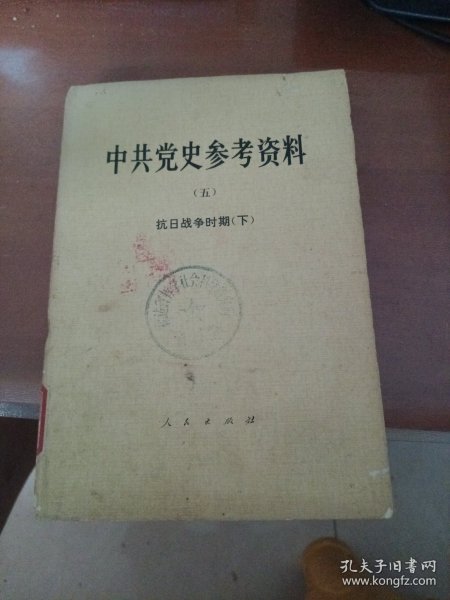 中共党史参考资料
（五）
抗日战争时期（下）
人民出版社
孔夫子旧书网
www.kongfz.com